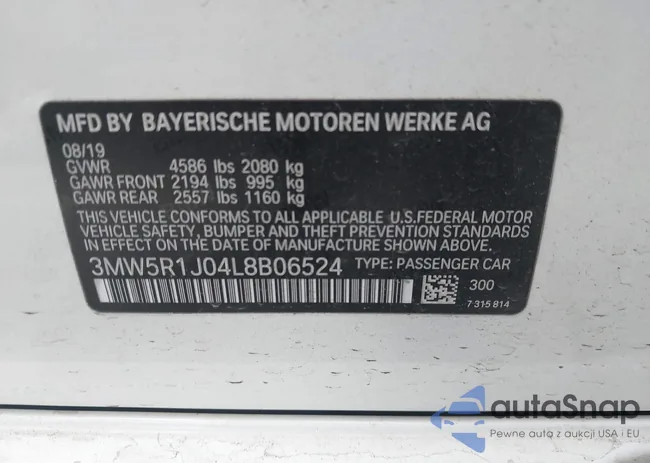 MFD BY BAYERISCHE MOTOREN WERKE AG
08/19
GVWR 4586 lbs 2080 kg
GAWR FRONT 2194 lbs 995 kg
GAWR REAR 2557 lbs 1160 kg
THIS VEHICLE CONFORMS TO ALL APPLICABLE U.S.FEDERAL MOTOR
VEHICLE SAFETY, BUMPER AND THEFT PREVENTION STANDARDS
IN EFFECT ON THE DATE OF MANUFACTURE SHOWN ABOVE.
3MW5R1J04L8B06524 TYPE: PASSENGER CAR
300
7 315 814
autaSnap
Pewne auta z aukcji USA i EU